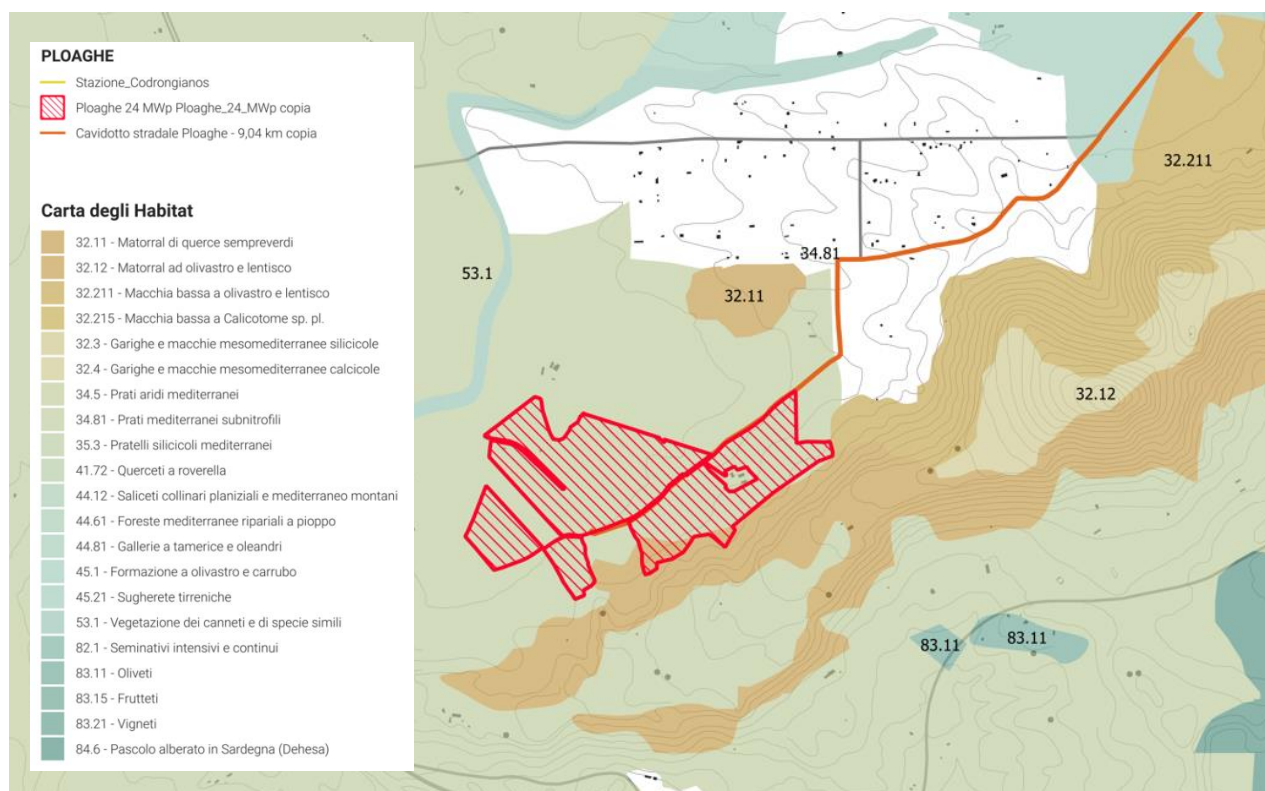 PLOAGHE
Stazione_Codrongianos
Ploaghe 24 MWp Ploaghe_24_MWp copia
Cavidotto stradale Ploaghe - 9,04 km copia
Carta degli Habitat
32.11 - Matorral di querce sempreverdi
32.12 - Matorral ad olivastro e lentisco
32.211 - Macchia bassa a olivastro e lentisco
32.215 - Macchia bassa a Calicotome sp. pl.
32.3 - Garighe e macchie mesomediterranee silicicole
32.4 - Garighe e macchie mesomediterranee calcicole
34.5 - Prati aridi mediterranei
34.81 - Prati mediterranei subnitrofili
35.3 - Pratelli silicicoli mediterranei
41.72 - Querceti a roverella
44.12 - Saliceti collinari planiziali e mediterraneo montani
44.61 - Foreste mediterranee ripariali a pioppo
44.81 - Gallerie a tamerice e oleandri
45.1 - Formazione a olivastro e carrubo
45.21 - Sugherete tirreniche
53.1 - Vegetazione dei canneti e di specie simili
82.1 - Seminativi intensivi e continui
83.11 - Oliveti
83.15 - Frutteti
83.21 - Vigneti
84.6 - Pascolo alberato in Sardegna (Dehesa)
32.211
34.81
53.1
32.11
32.12
83.11
83.11